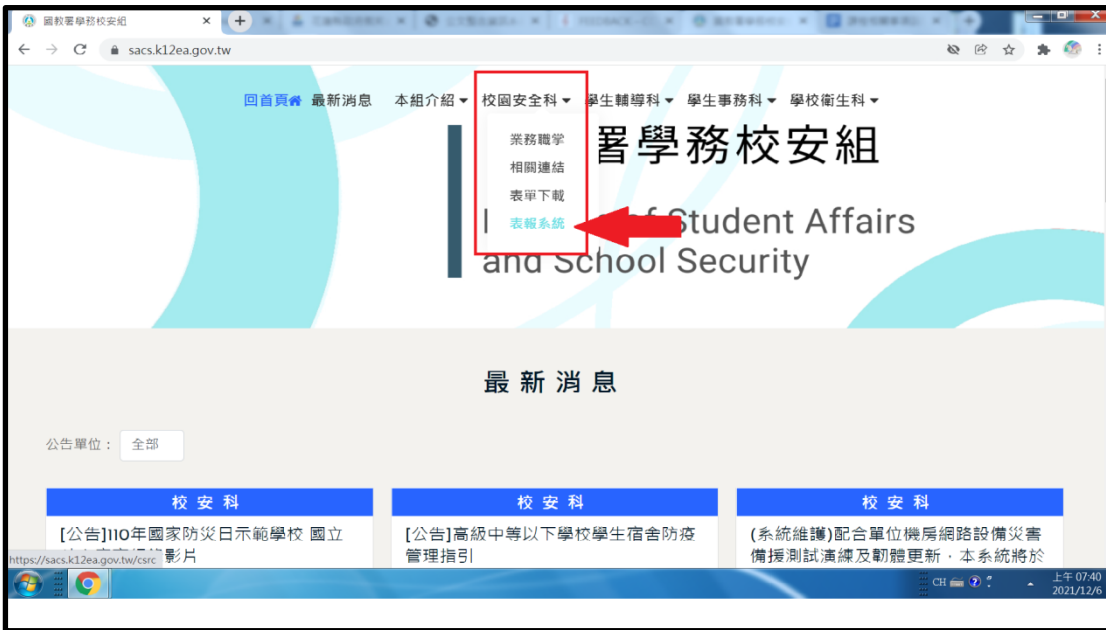 國教署學務校安組
sacs.k12ea.gov.tw
回首頁 最新消息 本組介紹 校園安全科 學生輔導科 學生事務科 學校衛生科
業務職掌
相關連結
表單下載
表報系統
署學務校安組
of Student Affairs
and School Security
最新消息
公告單位： 全部
校安科
[公告]110年國家防災日示範學校 國立
影片
校安科
[公告]高級中等以下學校學生宿舍防疫
管理指引
校安科
(系統維護)配合單位機房網路設備災害
備援測試演練及韌體更新，本系統將於
https://sacs.k12ea.gov.tw/csrc
CH
上午 07:40
2021/12/6